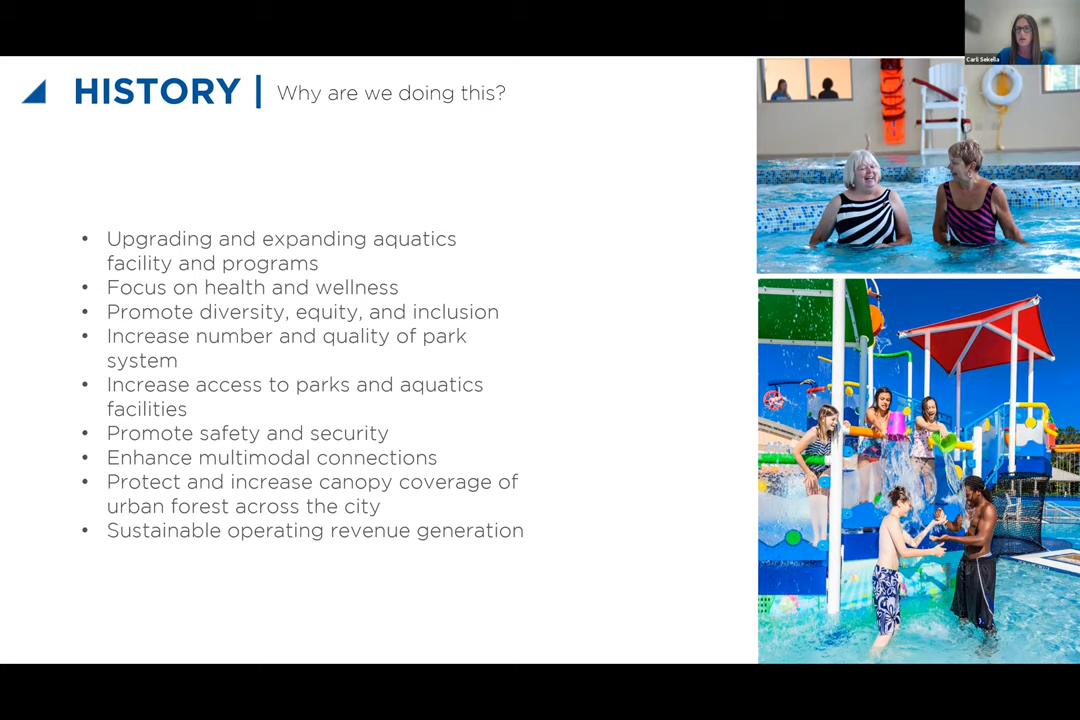 Carli Sekella
HISTORY | Why are we doing this?
• Upgrading and expanding aquatics
facility and programs
• Focus on health and wellness
• Promote diversity, equity, and inclusion
• Increase number and quality of park
system
• Increase access to parks and aquatics
facilities
• Promote safety and security
• Enhance multimodal connections
• Protect and increase canopy coverage of
urban forest across the city
• Sustainable operating revenue generation